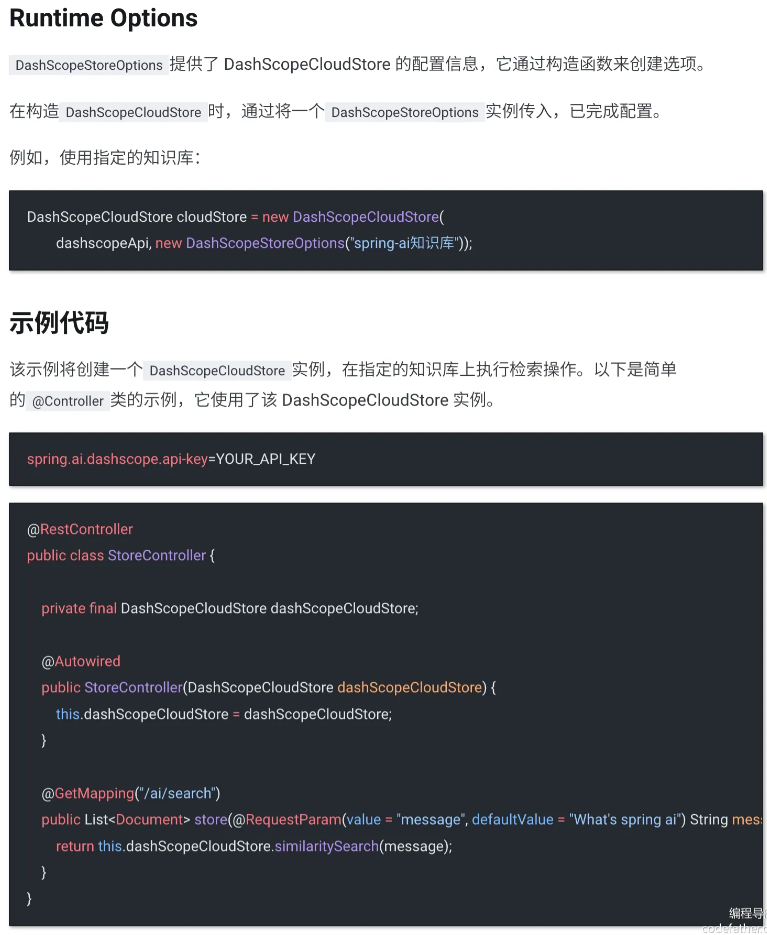 Runtime Options
DashScopeStoreOptions 提供了 DashScopeCloudStore 的配置信息，它通过构造函数来创建选项。
在构造 DashScopeCloudStore 时，通过将一个 DashScopeStoreOptions 实例传入，已完成配置。
例如，使用指定的知识库：
DashScopeCloudStore cloudStore = new DashScopeCloudStore(
dashscopeApi, new DashScopeStoreOptions("spring-ai知识库"));
示例代码
该示例将创建一个 DashScopeCloudStore 实例，在指定的知识库上执行检索操作。以下是简单
的 @Controller 类的示例，它使用了该 DashScopeCloudStore 实例。
spring.ai.dashscope.api-key=YOUR_API_KEY
@RestController
public class StoreController {
private final DashScopeCloudStore dashScopeCloudStore;
@Autowired
public StoreController(DashScopeCloudStore dashScopeCloudStore) {
this.dashScopeCloudStore = dashScopeCloudStore;
}
@GetMapping("/ai/search")
public List<Document> store(@RequestParam(value = "message", defaultValue = "What's spring ai") String mes
return this.dashScopeCloudStore.similaritySearch(message);
}
}
编程导
codefather.c